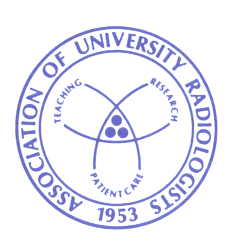 ASSOCIATION OF UNIVERSITY RADIOLOGISTS
TEACHING
RESEARCH
PATIENT CARE
1953